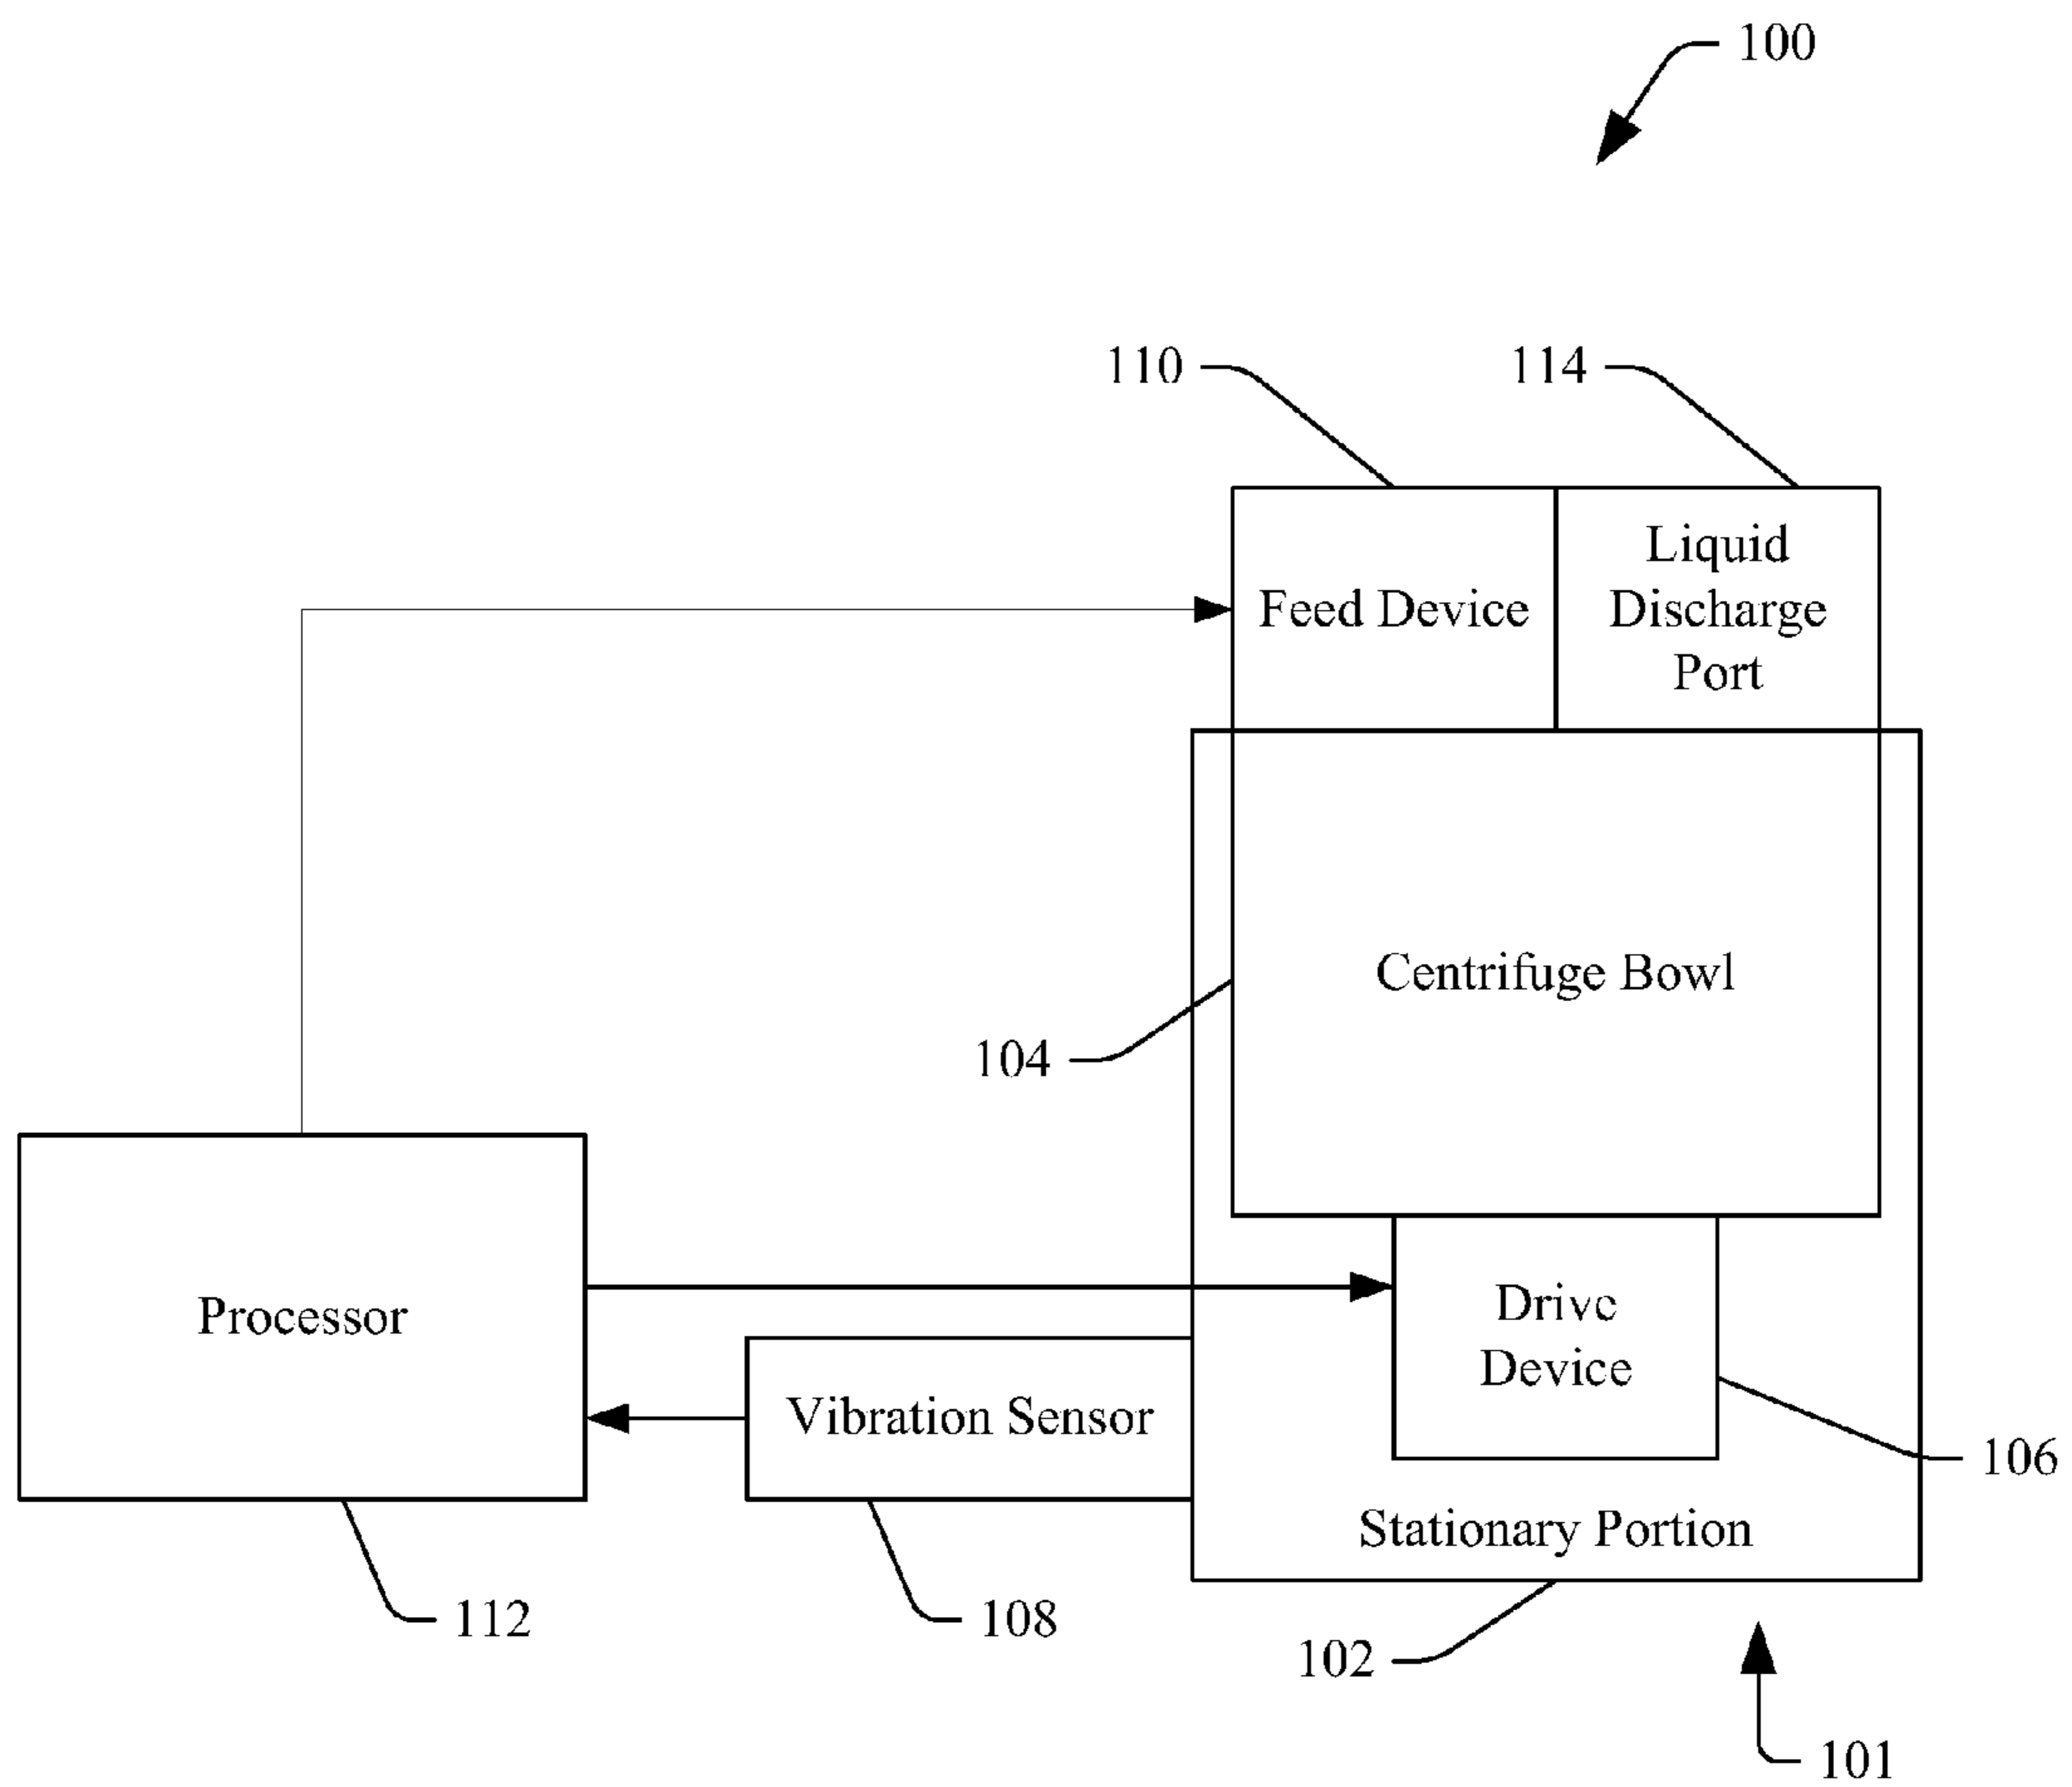 100
110
114
Feed Device
Liquid
Discharge
Port
Centrifuge Bowl
104
Processor
Drive
Device
Vibration Sensor
106
Stationary Portion
112
108
102
101